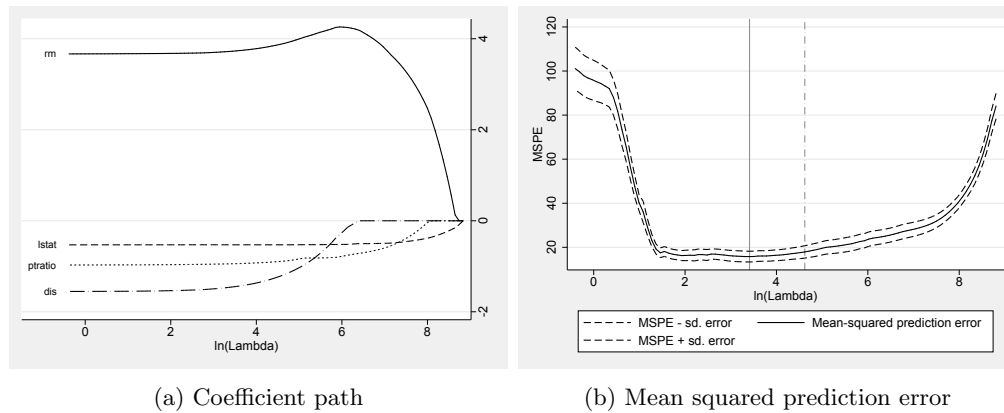 rm
lstat
ptratio
dis
4
2
0
-2
0 2 4 6 8
ln(Lambda)
120
100
80
60
40
20
MSPE
0 2 4 6 8
ln(Lambda)
MSPE - sd. error
Mean-squared prediction error
MSPE + sd. error
(a) Coefficient path
(b) Mean squared prediction error